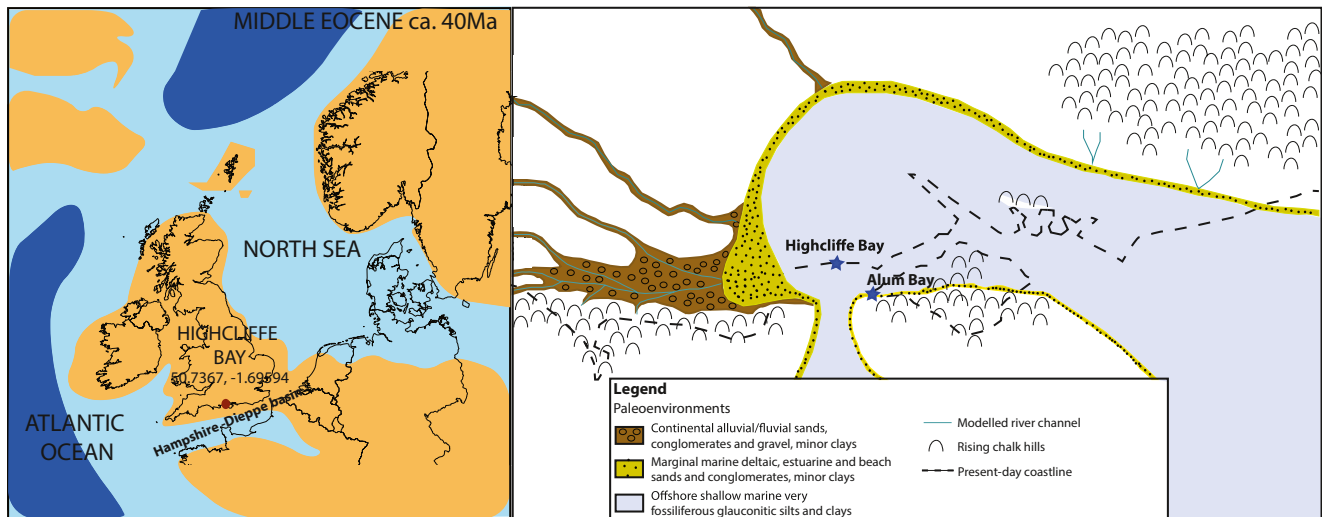 MIDDLE EOCENE ca. 40Ma
NORTH SEA
HIGHCLIFFE
BAY
50.7367, -1.69594
Hampshire-Dieppe basin
ATLANTIC
OCEAN
Highcliffe Bay
Alum Bay
Legend
Paleoenvironments
Continental alluvial/fluvial sands,
conglomerates and gravel, minor clays
Marginal marine deltaic, estuarine and beach
sands and conglomerates, minor clays
Offshore shallow marine very
fossiliferous glauconitic silts and clays
Modelled river channel
Rising chalk hills
Present-day coastline